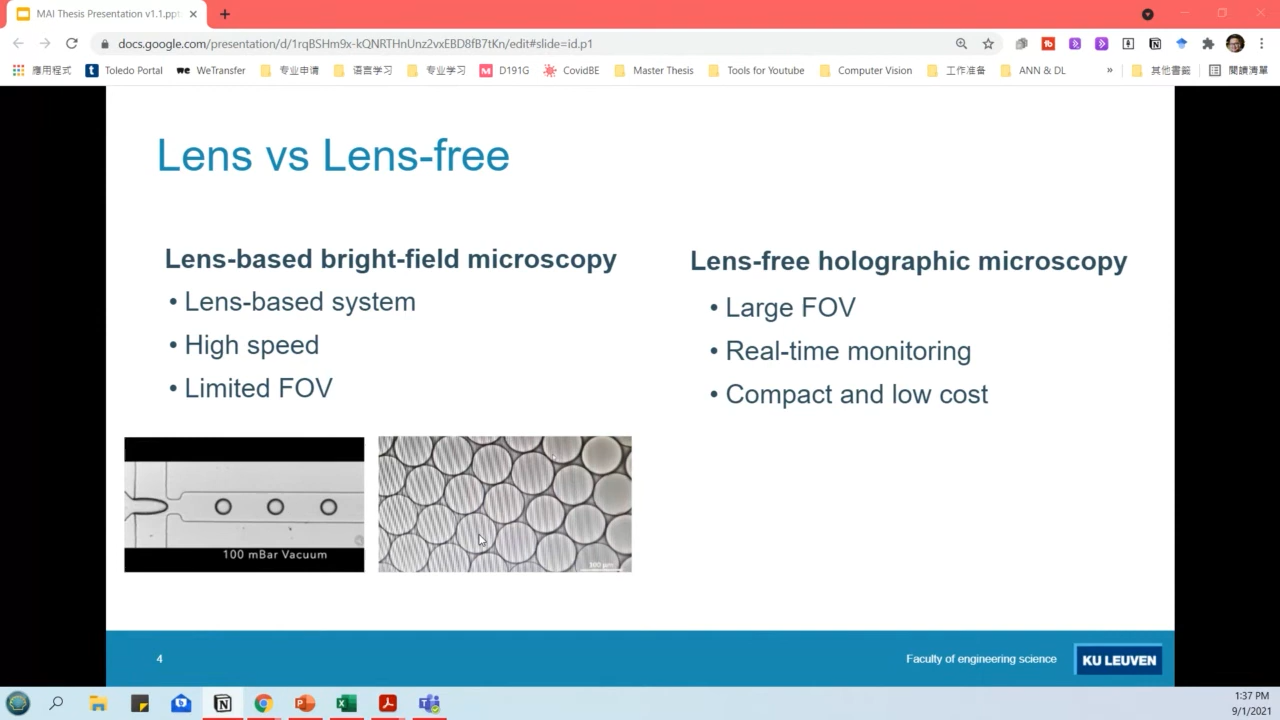 MAI Thesis Presentation v1.1.pp
docs.google.com/presentation/d/1rqBSHm9x-kQNRTHnUnz2vxEBD8fB7tKn/edit#slide=id.p1
應用程式
Toledo Portal
WeTransfer
专业申请
语言学习
专业学习
D191G
CovidBE
Master Thesis
Tools for Youtube
Computer Vision
工作准备
ANN & DL
»
其他書籤
閱讀清單
Lens vs Lens-free
Lens-based bright-field microscopy
• Lens-based system
• High speed
• Limited FOV
Lens-free holographic microscopy
• Large FOV
• Real-time monitoring
• Compact and low cost
100 mBar Vacuum
100 µm
4
Faculty of engineering science
KU LEUVEN
1:37 PM
9/1/2021